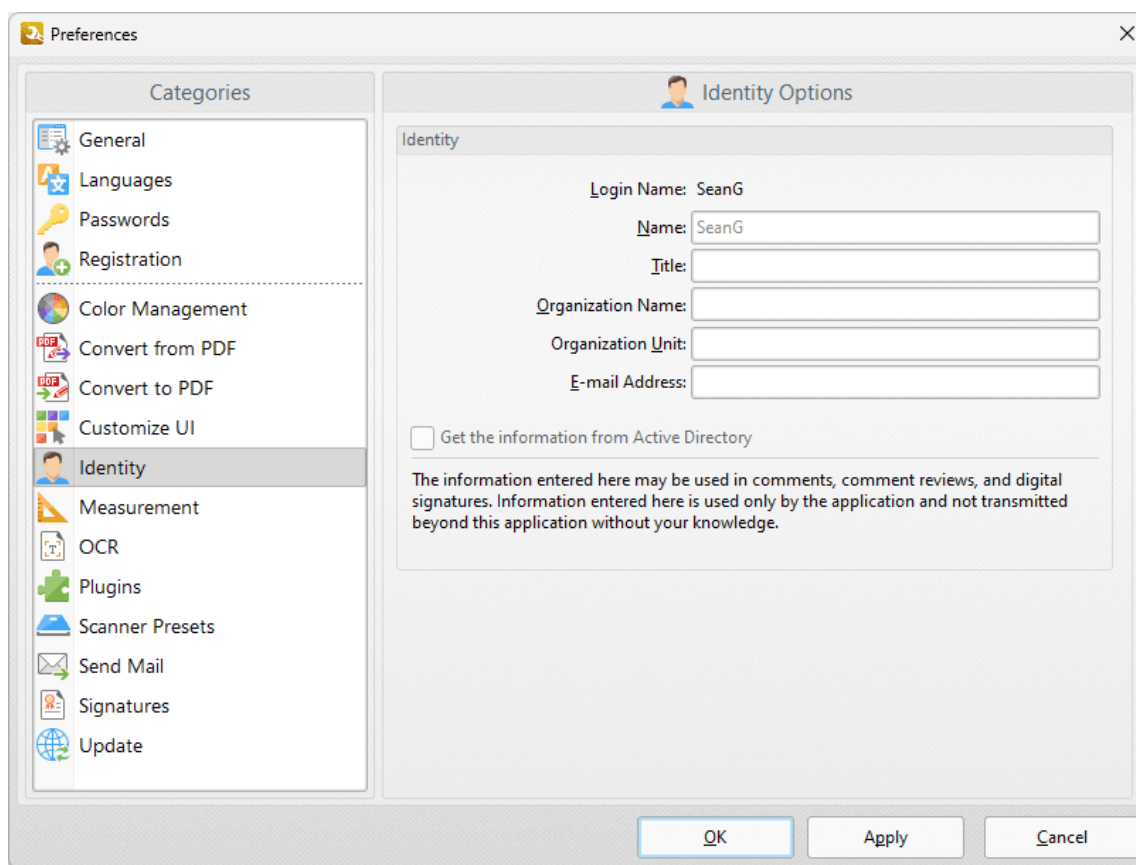 Preferences
Categories
General
Languages
Passwords
Registration
Color Management
Convert from PDF
Convert to PDF
Customize UI
Identity
Measurement
OCR
Plugins
Scanner Presets
Send Mail
Signatures
Update
Identity Options
Identity
Login Name: SeanG
Name: SeanG
Title:
Organization Name:
Organization Unit:
E-mail Address:
Get the information from Active Directory
The information entered here may be used in comments, comment reviews, and digital
signatures. Information entered here is used only by the application and not transmitted
beyond this application without your knowledge.
OK Apply Cancel